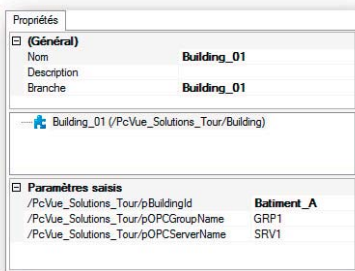 Propriétés
(Général)
Nom Building_01
Description
Branche Building_01
Building_01 (/PcVue_Solutions_Tour/Building)
Paramètres saisis
/PcVue_Solutions_Tour/pBuildingId Batiment_A
/PcVue_Solutions_Tour/pOPCGroupName GRP1
/PcVue_Solutions_Tour/pOPCServerName SRV1